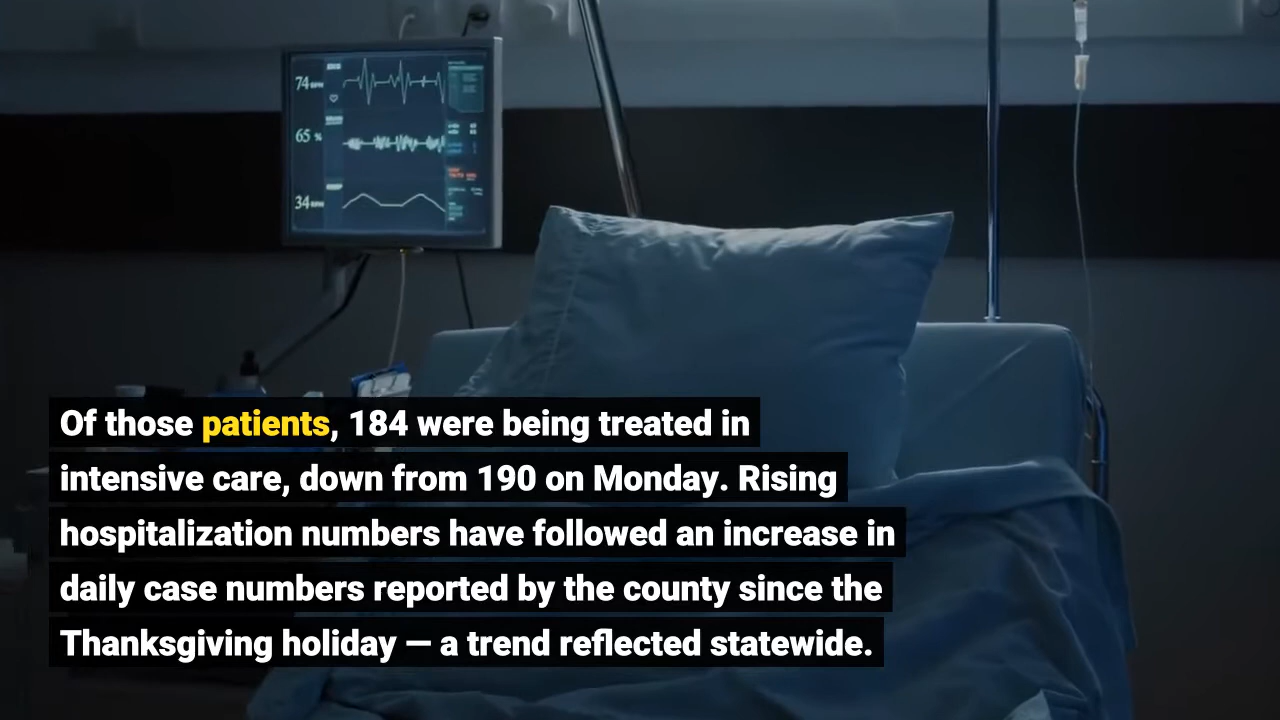 74
65 %
34
Of those patients, 184 were being treated in
intensive care, down from 190 on Monday. Rising
hospitalization numbers have followed an increase in
daily case numbers reported by the county since the
Thanksgiving holiday — a trend reflected statewide.